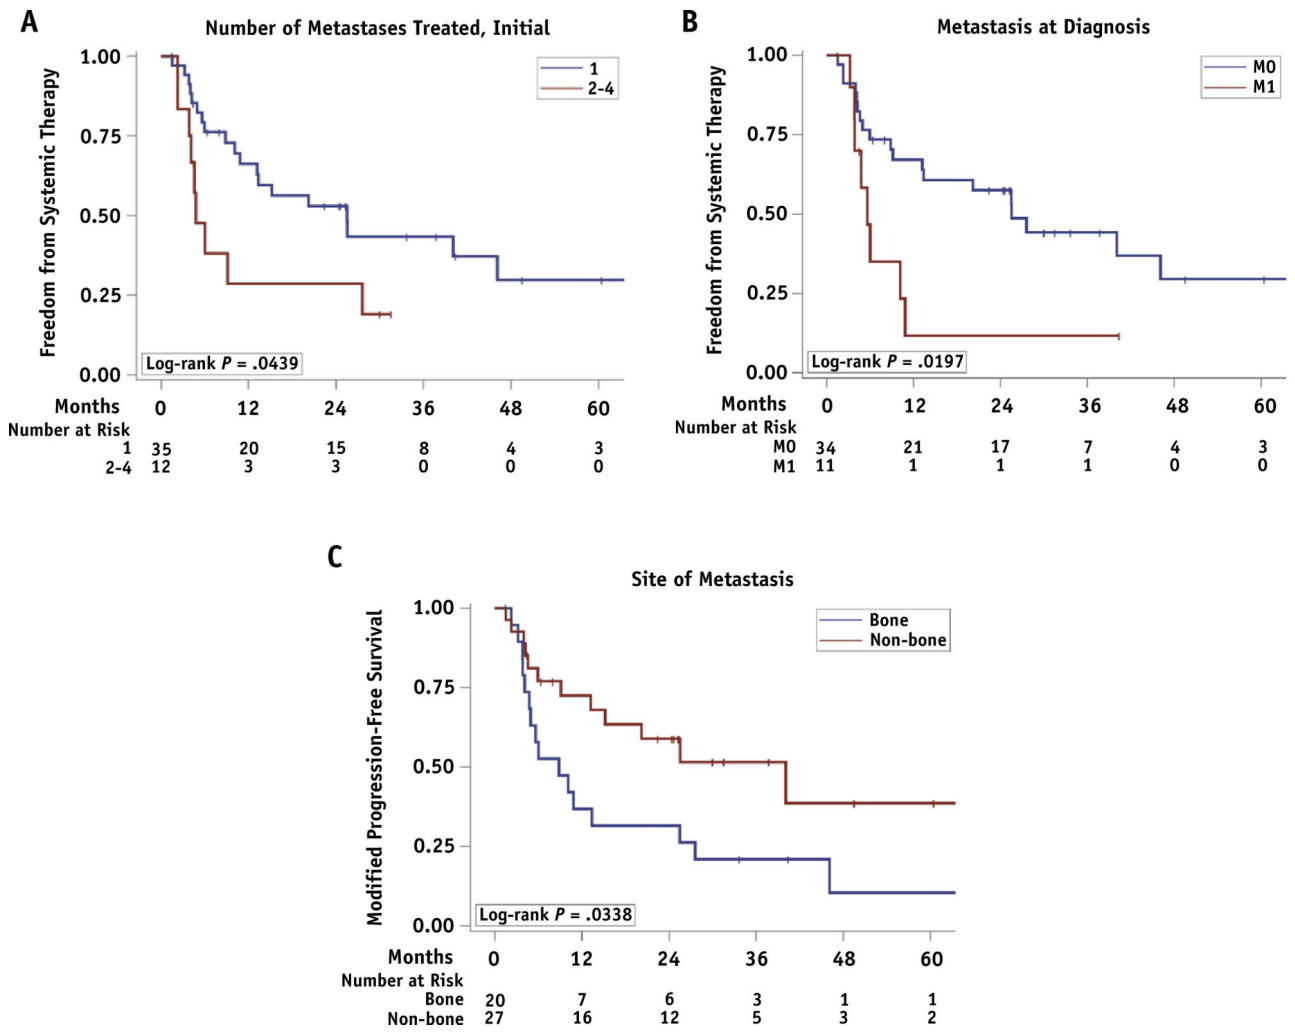 A
Number of Metastases Treated, Initial
1
2-4
Freedom from Systemic Therapy
1.00
0.75
0.50
0.25
0.00
Log-rank P = .0439
Months 0 12 24 36 48 60
Number at Risk
1 35 20 15 8 4 3
2-4 12 3 3 0 0 0
B
Metastasis at Diagnosis
M0
M1
Freedom from Systemic Therapy
1.00
0.75
0.50
0.25
0.00
Log-rank P = .0197
Months 0 12 24 36 48 60
Number at Risk
M0 34 21 17 7 4 3
M1 11 1 1 1 0 0
C
Site of Metastasis
Bone
Non-bone
Modified Progression-Free Survival
1.00
0.75
0.50
0.25
0.00
Log-rank P = .0338
Months 0 12 24 36 48 60
Number at Risk
Bone 20 7 6 3 1 1
Non-bone 27 16 12 5 3 2